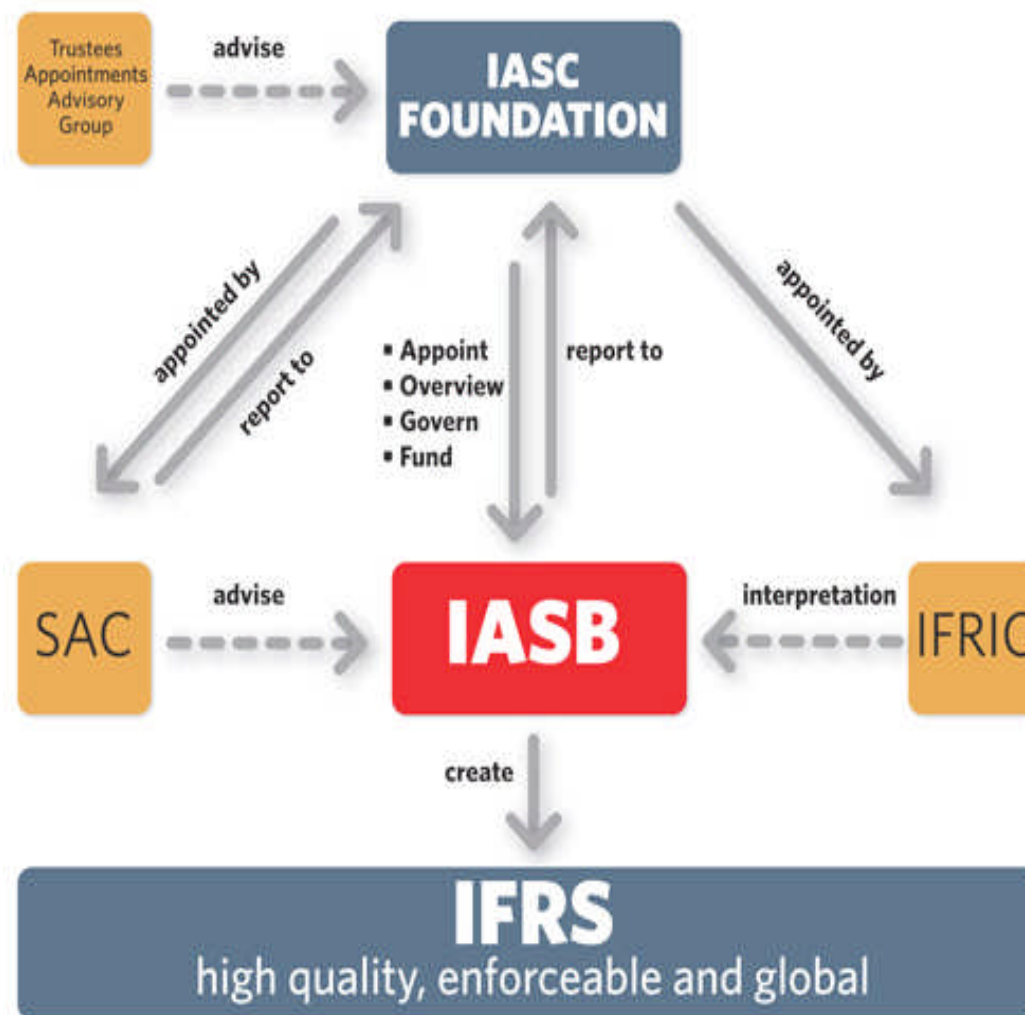 Trustees
Appointments
Advisory
Group
advise
IASC
FOUNDATION
appointed by
report to
▪ Appoint
▪ Overview
▪ Govern
▪ Fund
report to
appointed by
SAC
advise
IASB
interpretation
IFRIC
create
IFRS
high quality, enforceable and global